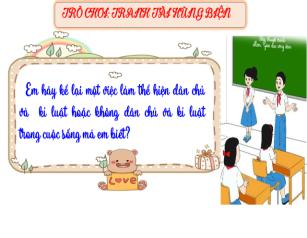 TRÒ CHƠI: TRANH TÀI HÙNG BIỆN
Em hãy kể lại một việc làm thể hiện dân chủ
và kỉ luật hoặc không dân chủ và kỉ luật
trong cuộc sống mà em biết?
Love